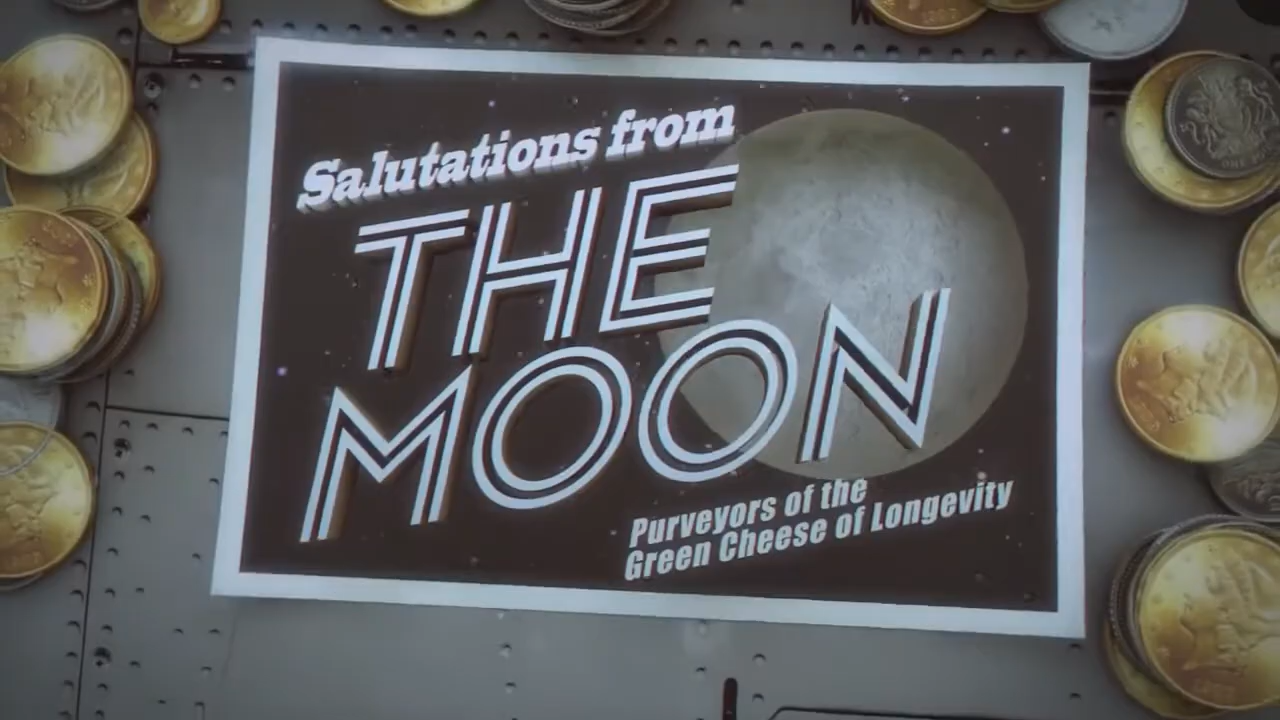 Salutations from
THE
MOON
Purveyors of the
Green Cheese of Longevity